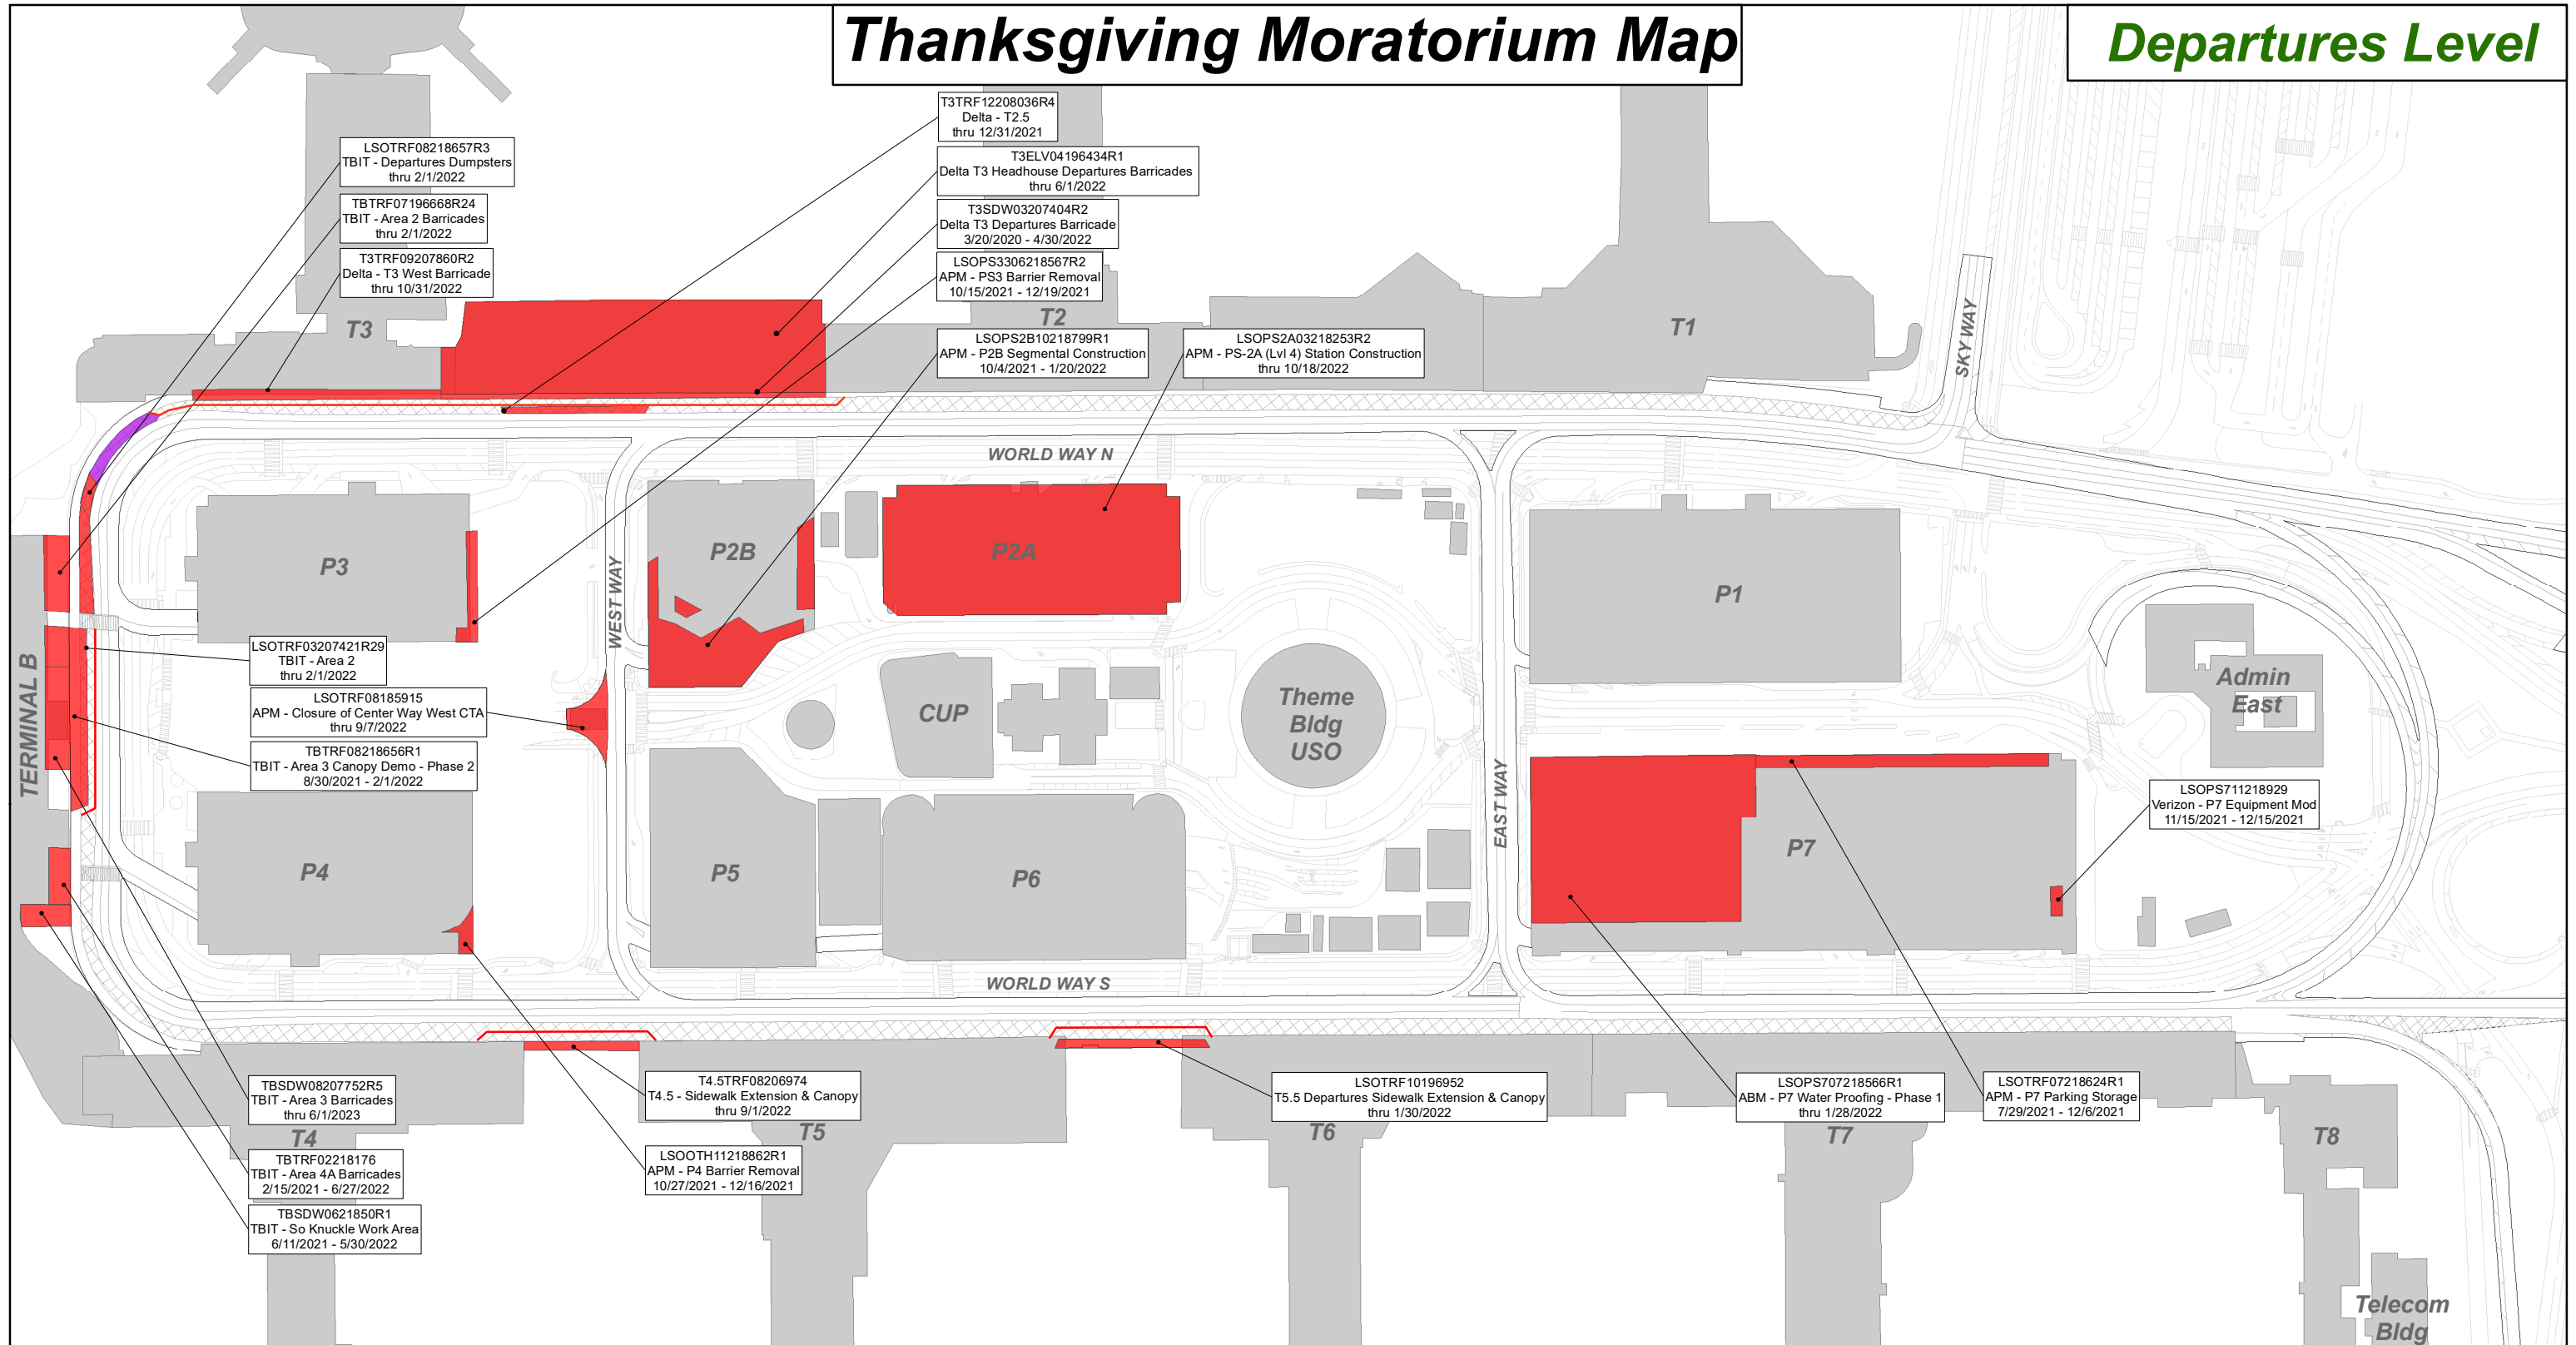 Thanksgiving Moratorium Map
Departures Level
T3TRF12208036R4
Delta - T2.5
thru 12/31/2021
LSOTRF08218657R3
TBIT - Departures Dumpsters
thru 2/1/2022
T3ELV04196434R1
Delta T3 Headhouse Departures Barricades
thru 6/1/2022
TBTRF07196668R24
TBIT - Area 2 Barricades
thru 2/1/2022
T3SDW03207404R2
Delta T3 Departures Barricade
3/20/2020 - 4/30/2022
T3TRF09207860R2
Delta - T3 West Barricade
thru 10/31/2022
LSOPS3306218567R2
APM - PS3 Barrier Removal
10/15/2021 - 12/19/2021
T3
T2
T1
SKY WAY
LSOPS2B10218799R1
APM - P2B Segmental Construction
10/4/2021 - 1/20/2022
LSOPS2A03218253R2
APM - PS-2A (Lvl 4) Station Construction
thru 10/18/2022
WORLD WAY N
P3
WEST WAY
P2B
P2A
P1
LSOTRF03207421R29
TBIT - Area 2
thru 2/1/2022
TERMINAL B
LSOTRF08185915
APM - Closure of Center Way West CTA
thru 9/7/2022
CUP
Theme
Bldg
USO
Admin
East
TBTRF08218656R1
TBIT - Area 3 Canopy Demo - Phase 2
8/30/2021 - 2/1/2022
EAST WAY
LSOPS711218929
Verizon - P7 Equipment Mod
11/15/2021 - 12/15/2021
P4
P5
P6
P7
WORLD WAY S
TBSDW08207752R5
TBIT - Area 3 Barricades
thru 6/1/2023
T4.5TRF08206974
T4.5 - Sidewalk Extension & Canopy
thru 9/1/2022
LSOTRF10196952
T5.5 Departures Sidewalk Extension & Canopy
thru 1/30/2022
LSOPS707218566R1
ABM - P7 Water Proofing - Phase 1
thru 1/28/2022
LSOTRF07218624R1
APM - P7 Parking Storage
7/29/2021 - 12/6/2021
T4
T5
T6
T7
T8
TBTRF02218176
TBIT - Area 4A Barricades
2/15/2021 - 6/27/2022
LSOOTH11218862R1
APM - P4 Barrier Removal
10/27/2021 - 12/16/2021
TBSDW0621850R1
TBIT - So Knuckle Work Area
6/11/2021 - 5/30/2022
Telecom
Bldg